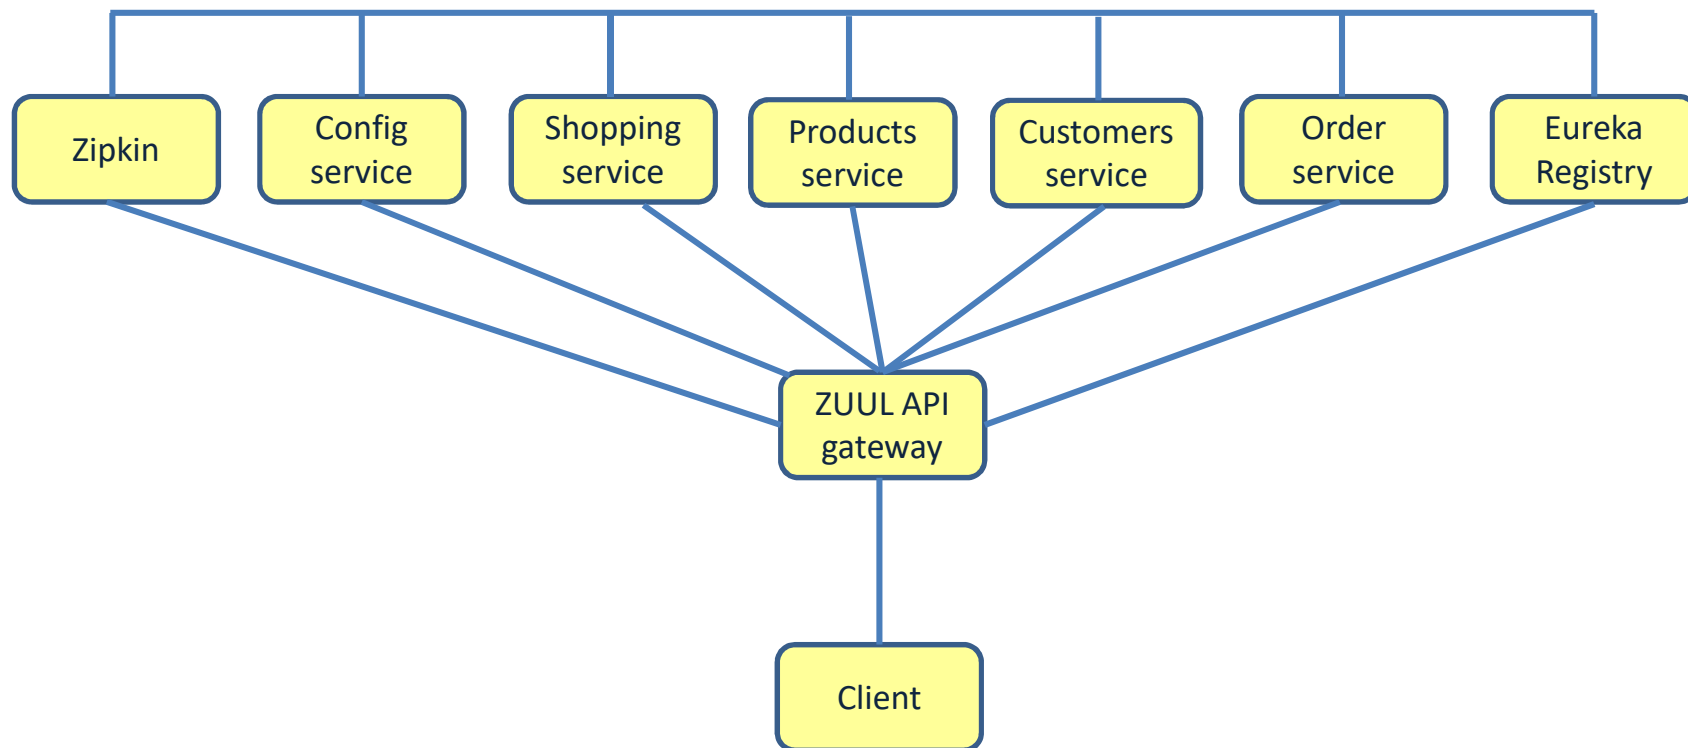 Zipkin
Config
service
Shopping
service
Products
service
Customers
service
Order
service
Eureka
Registry
ZUUL API
gateway
Client